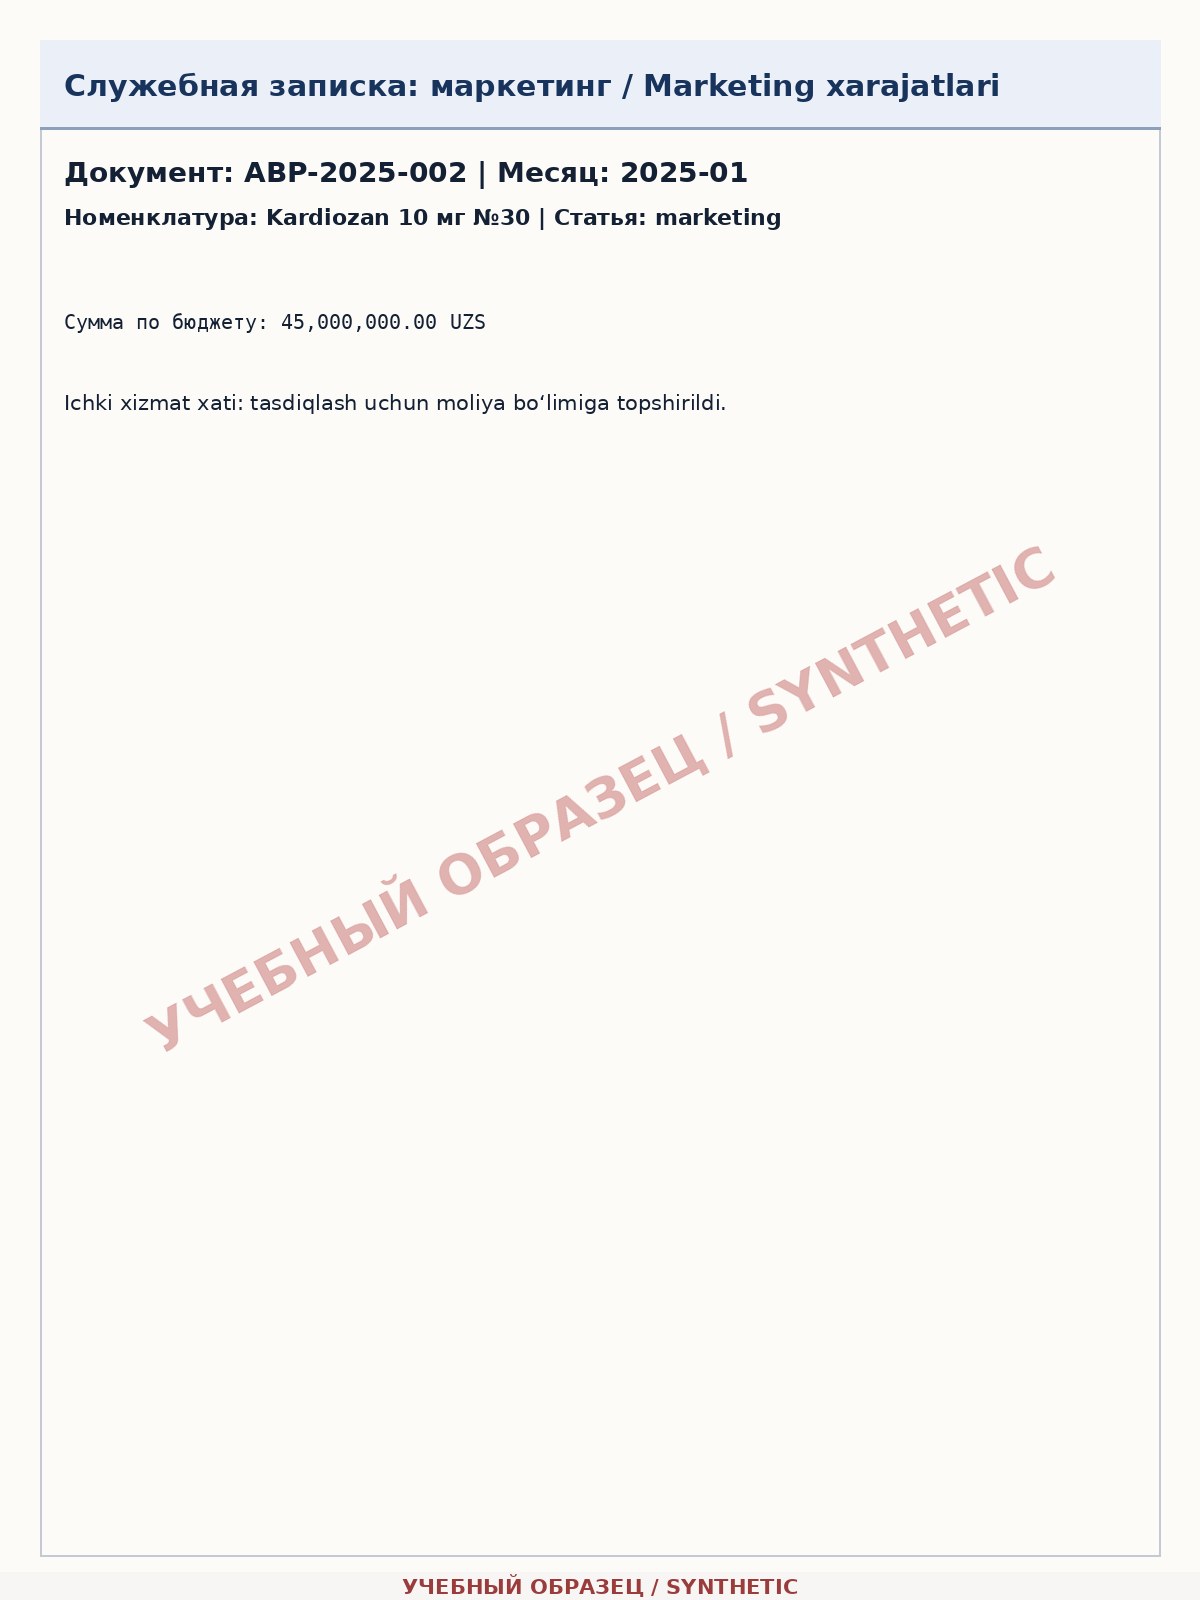 Служебная записка: маркетинг / Marketing xarajatlari
Документ: АВР-2025-002 | Месяц: 2025-01
Номенклатура: Kardiozan 10 мг №30 | Статья: marketing
Сумма по бюджету: 45,000,000.00 UZS
Ichki xizmat xati: tasdiqlash uchun moliya bo‘limiga topshirildi.
УЧЕБНЫЙ ОБРАЗЕЦ / SYNTHETIC
УЧЕБНЫЙ ОБРАЗЕЦ / SYNTHETIC